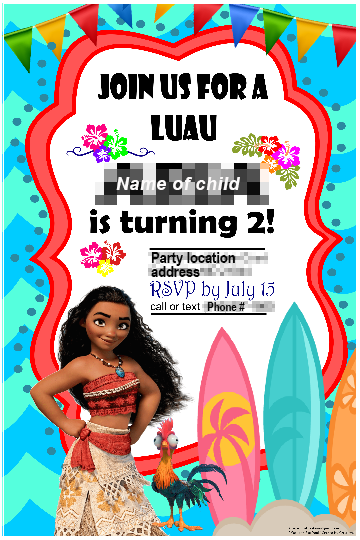 JOIN US FOR A
LUAU
Name of child
is turning 2!
Party location
address
RSVP by July 15
call or text Phone #